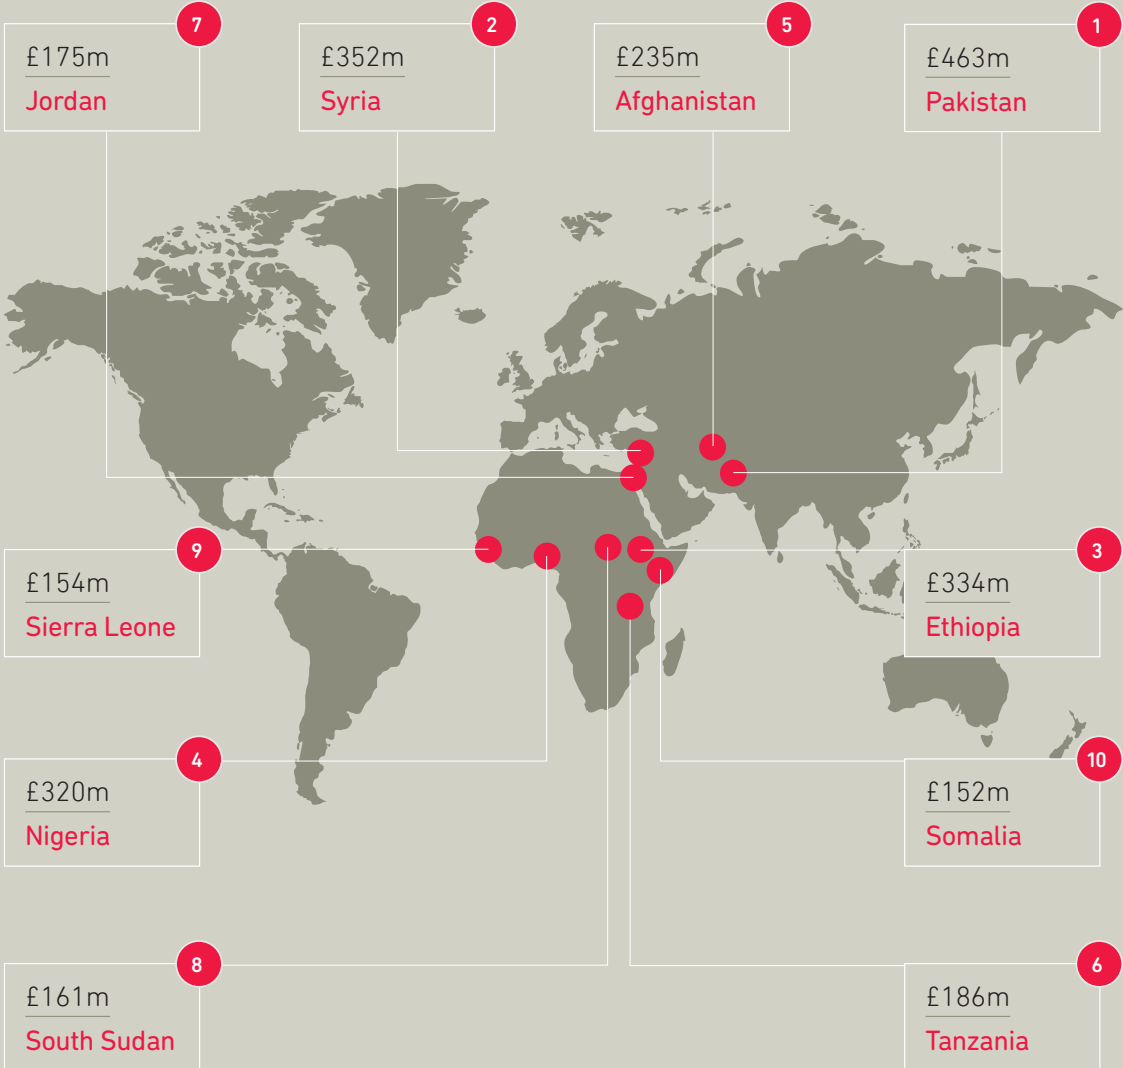 7
£175m
Jordan
2
£352m
Syria
5
£235m
Afghanistan
1
£463m
Pakistan
9
£154m
Sierra Leone
3
£334m
Ethiopia
4
£320m
Nigeria
10
£152m
Somalia
8
£161m
South Sudan
6
£186m
Tanzania